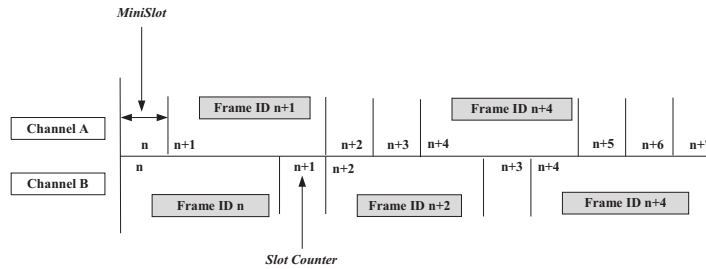 MiniSlot
Frame ID n+1
Frame ID n+4
Channel A
n
n+1
n+2
n+3
n+4
n+5
n+6
n+7
Channel B
n
n+1
n+2
n+3
n+4
Frame ID n
Frame ID n+2
Frame ID n+4
Slot Counter